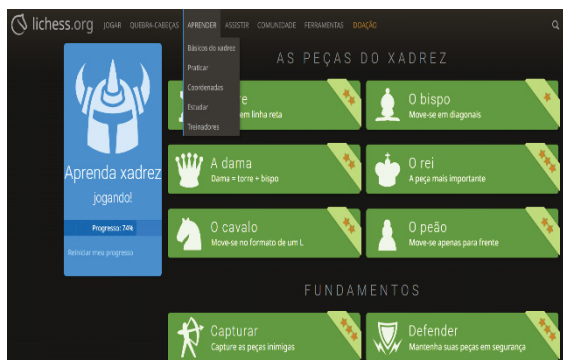 lichess.org JOGAR QUEBRA-CABEÇAS APRENDER ASSISTIR COMUNIDADE FERRAMENTAS DOAÇÃO
Básicos do xadrez
Praticar
Coordenadas
Estudar
Treinadores
Aprenda xadrez
jogando!
Progresso: 74%
Reiniciar meu progresso
AS PEÇAS DO XADREZ
re
em linha reta
O bispo
Move-se em diagonais
A dama
Dama = torre + bispo
O rei
A peça mais importante
O cavalo
Move-se no formato de um L
O peão
Move-se apenas para frente
FUNDAMENTOS
Capturar
Capture as peças inimigas
Defender
Mantenha suas peças em segurança